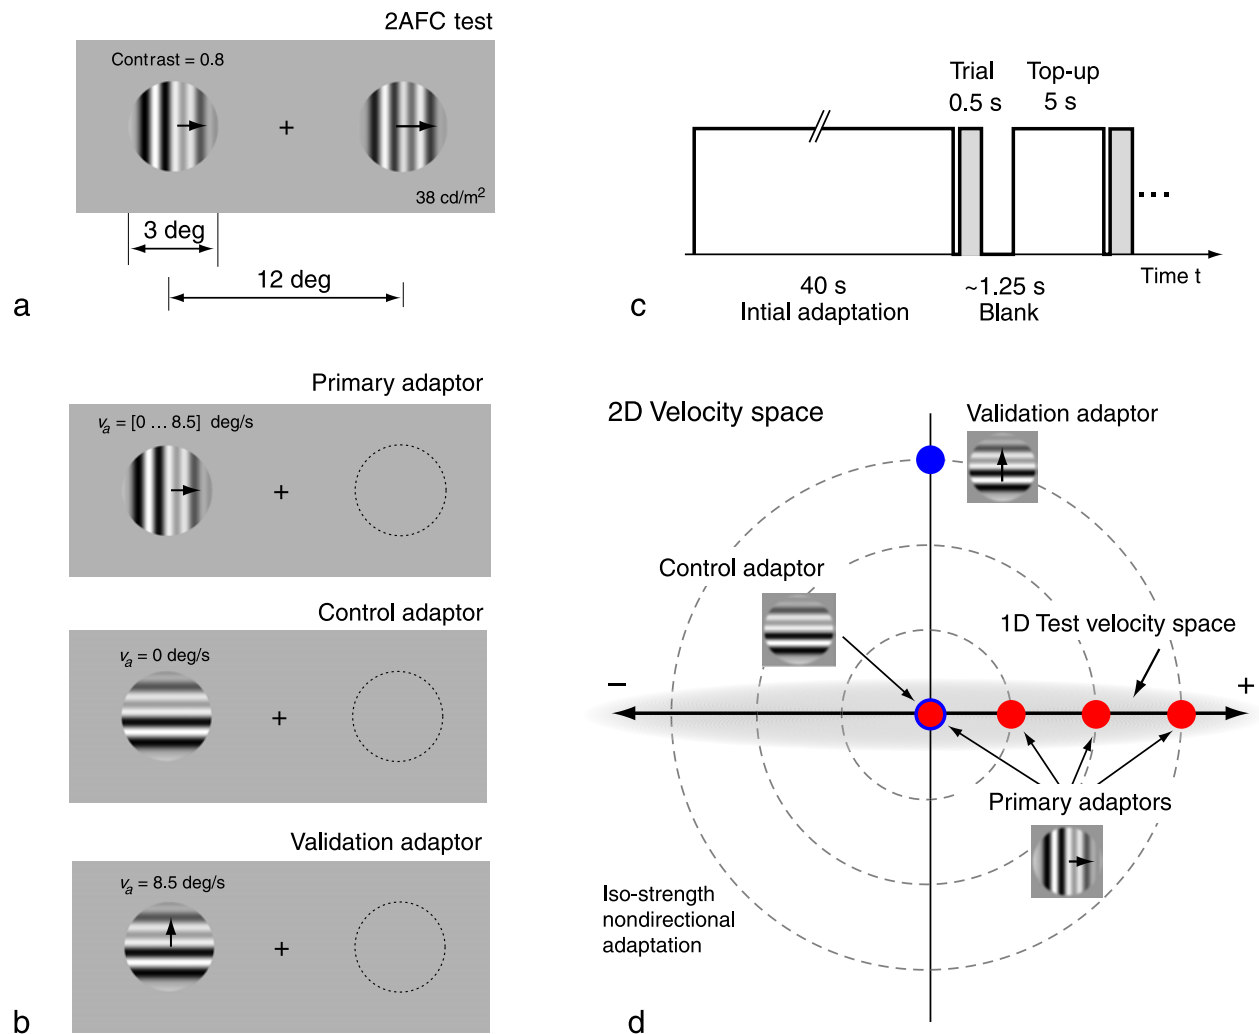 2AFC test
Contrast = 0.8
+
38 cd/m²
3 deg
12 deg
a
Primary adaptor
vₐ = [0 ... 8.5] deg/s
+
Control adaptor
vₐ = 0 deg/s
+
Validation adaptor
vₐ = 8.5 deg/s
+
b
Trial
0.5 s
Top-up
5 s
...
Time t
40 s
Intial adaptation
~1.25 s
Blank
c
2D Velocity space
Validation adaptor
Control adaptor
1D Test velocity space
–
+
Primary adaptors
Iso-strength
nondirectional
adaptation
d